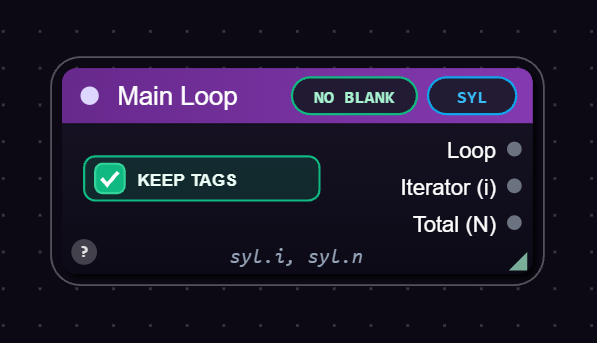 Main Loop NO BLANK SYL
Loop
KEEP TAGS
Iterator (i)
Total (N)
?
syl.i, syl.n